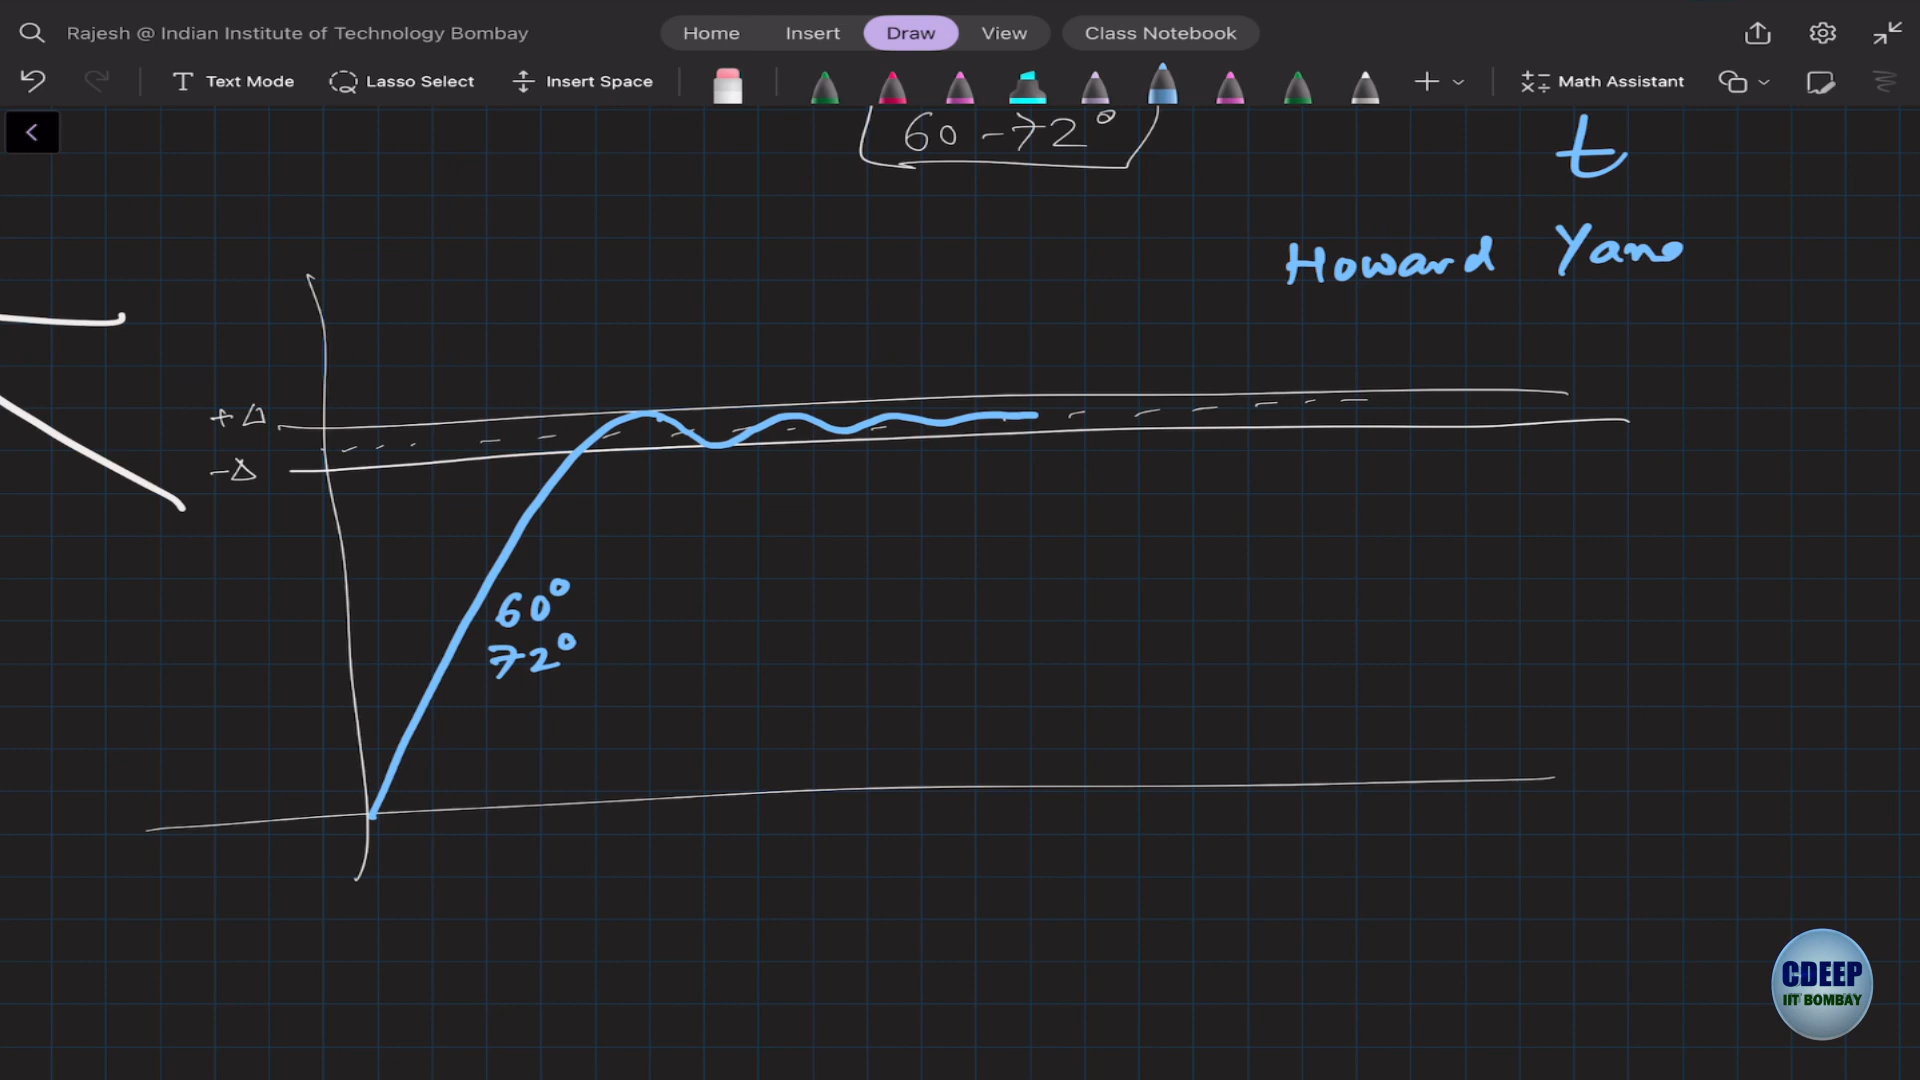 Rajesh @ Indian Institute of Technology Bombay
Home Insert Draw View Class Notebook
Text Mode Lasso Select Insert Space Math Assistant
60-72°
t
Howard Yang
+Δ
-Δ
60°
72°
CDEEP
IIT BOMBAY